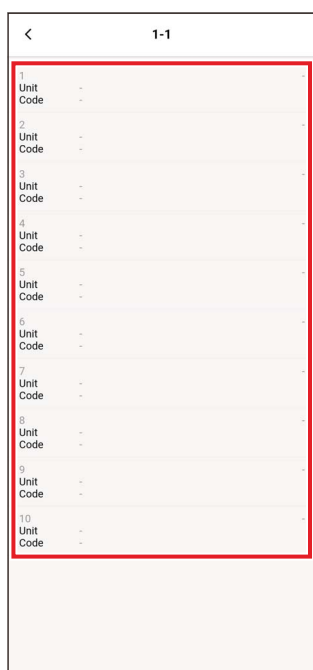 1-1
1 -
Unit -
Code -
2 -
Unit -
Code -
3 -
Unit -
Code -
4 -
Unit -
Code -
5 -
Unit -
Code -
6 -
Unit -
Code -
7 -
Unit -
Code -
8 -
Unit -
Code -
9 -
Unit -
Code -
10 -
Unit -
Code -